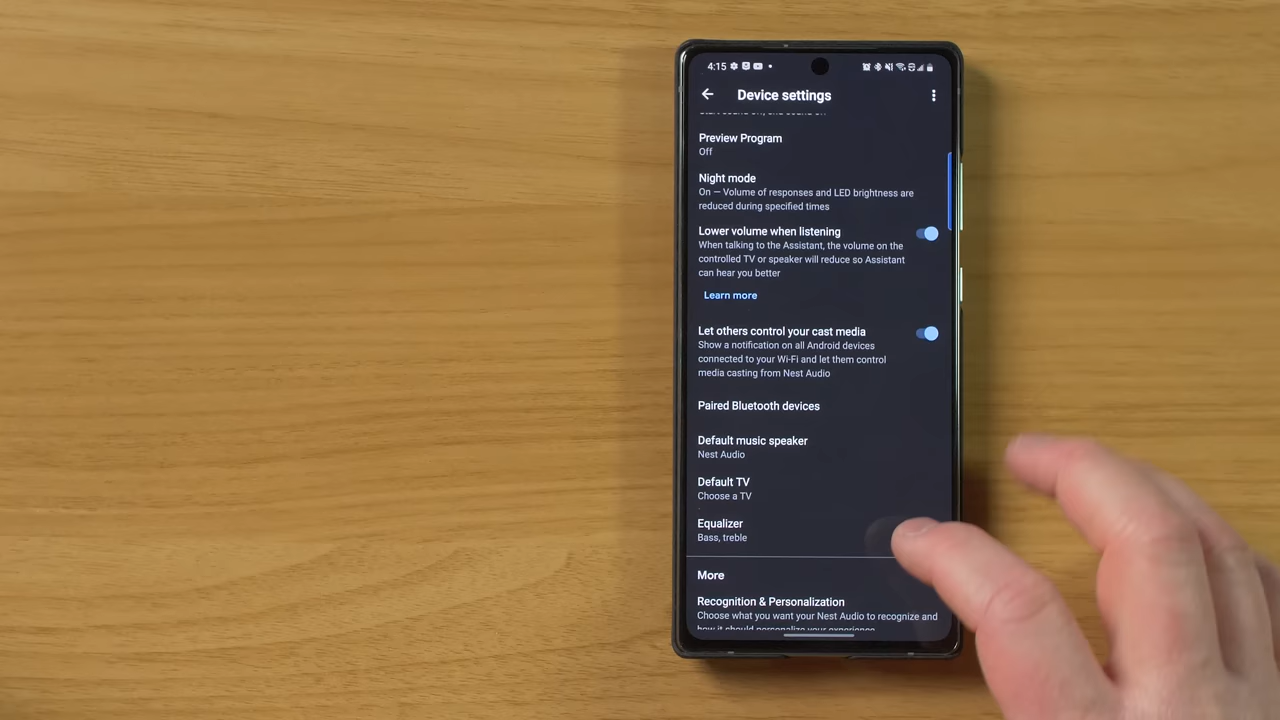 4:15
Device settings
Preview Program
Off
Night mode
On — Volume of responses and LED brightness are
reduced during specified times
Lower volume when listening
When talking to the Assistant, the volume on the
controlled TV or speaker will reduce so Assistant
can hear you better
Learn more
Let others control your cast media
Show a notification on all Android devices
connected to your Wi-Fi and let them control
media casting from Nest Audio
Paired Bluetooth devices
Default music speaker
Nest Audio
Default TV
Choose a TV
Equalizer
Bass, treble
More
Recognition & Personalization
Choose what you want your Nest Audio to recognize and
how it should personalize your experience